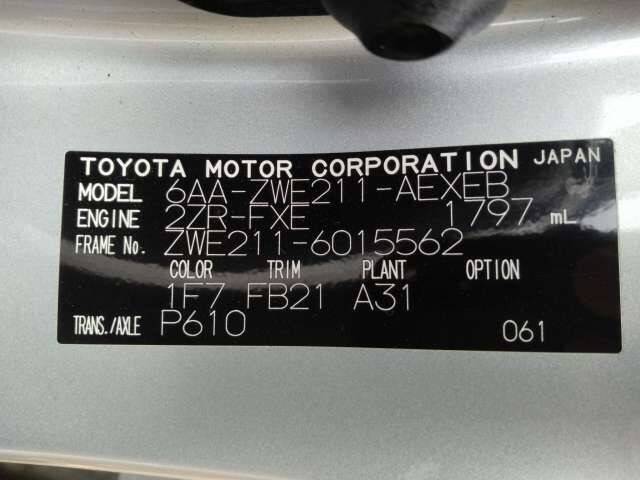 TOYOTA MOTOR CORPORATION JAPAN
MODEL 6AA-ZWE211-AEXEB
ENGINE 2ZR-FXE 1797 mL
FRAME No. ZWE211-6015562
COLOR TRIM PLANT OPTION
1F7 FB21 A31
TRANS./AXLE P610 061